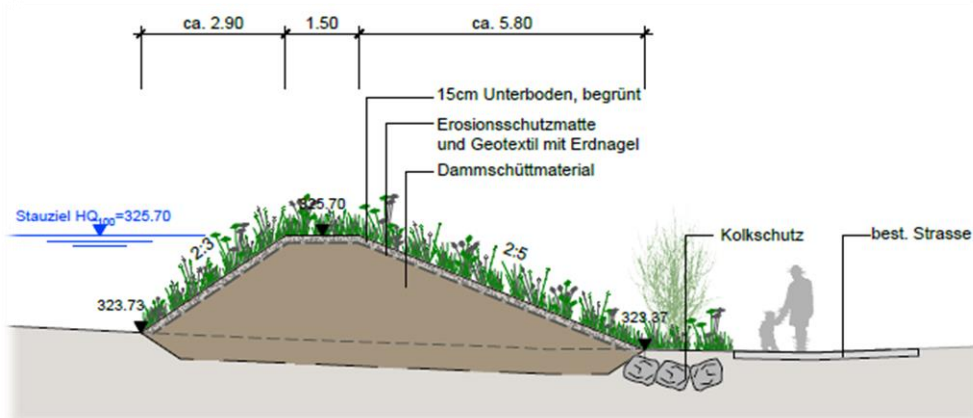 ca. 2.90 1.50 ca. 5.80
15cm Unterboden, begrünt
Erosionsschutzmatte
und Geotextil mit Erdnagel
Dammschüttmaterial
Stauziel HQ100=325.70
325.70
Kolkschutz
best. Strasse
2:3
2:5
323.73
323.37